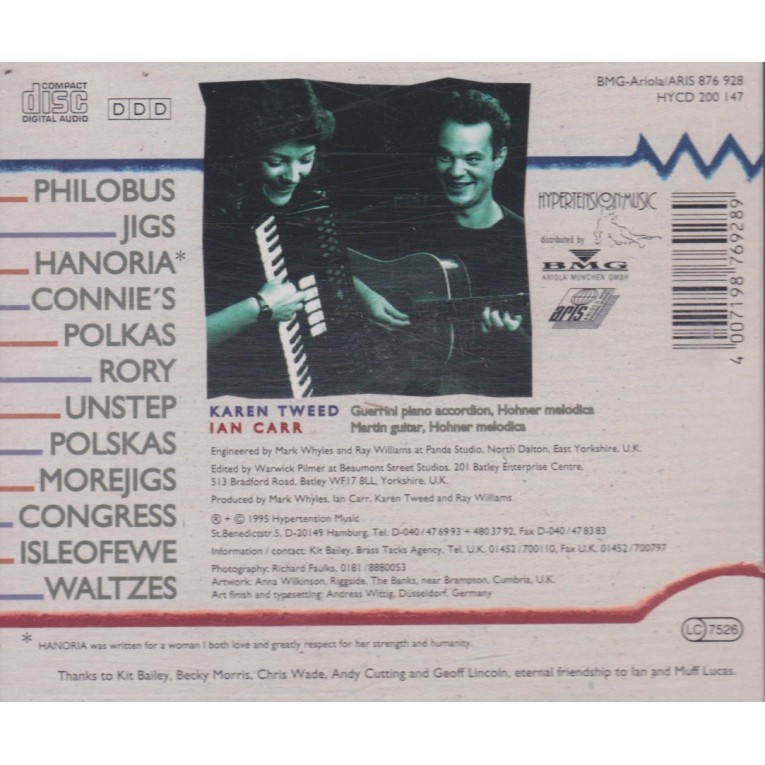 COMPACT
disc
DIGITAL AUDIO
DDD
BMG-Ariola/ARIS 876 928
HYCD 200 147
PHILOBUS
JIGS
HANORIA*
CONNIE'S
POLKAS
RORY
UNSTEP
POLSKAS
MOREJIGS
CONGRESS
ISLEOFEWE
WALTZES
HYPERTENSION-MUSIC
distributed by
BMG
ARIOLA MÜNCHEN GMBH
aris
4 007198 769289
KAREN TWEED Guerrini piano accordion, Hohner melodica
IAN CARR Martin guitar, Hohner melodica
Engineered by Mark Whyles and Ray Williams at Panda Studio, North Dalton, East Yorkshire, U.K.
Edited by Warwick Pilmer at Beaumont Street Studios, 201 Batley Enterprise Centre,
513 Bradford Road, Batley WF17 8LL, Yorkshire, U.K.
Produced by Mark Whyles, Ian Carr, Karen Tweed and Ray Williams
℗ + © 1995 Hypertension Music
St.Benedictstr.5, D-20149 Hamburg. Tel. D-040/476993 + 4803792, Fax D-040/478383
Information / contact: Kit Bailey, Brass Tacks Agency, Tel. U.K. 01452/700110, Fax U.K. 01452/700797
Photography: Richard Faulks, 0181/8880053
Artwork: Anna Wilkinson, Riggside, The Banks, near Brampton, Cumbria, U.K.
Art finish and typesetting: Andreas Wittig, Düsseldorf, Germany
LC 7526
* HANORIA was written for a woman I both love and greatly respect for her strength and humanity.
Thanks to Kit Bailey, Becky Morris, Chris Wade, Andy Cutting and Geoff Lincoln, eternal friendship to Ian and Muff Lucas.